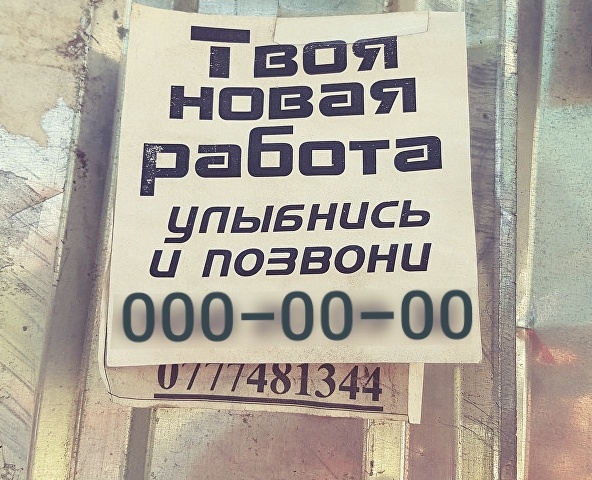 Твоя
новая
работа
улыбнись
и позвони
000-00-00
0777481344